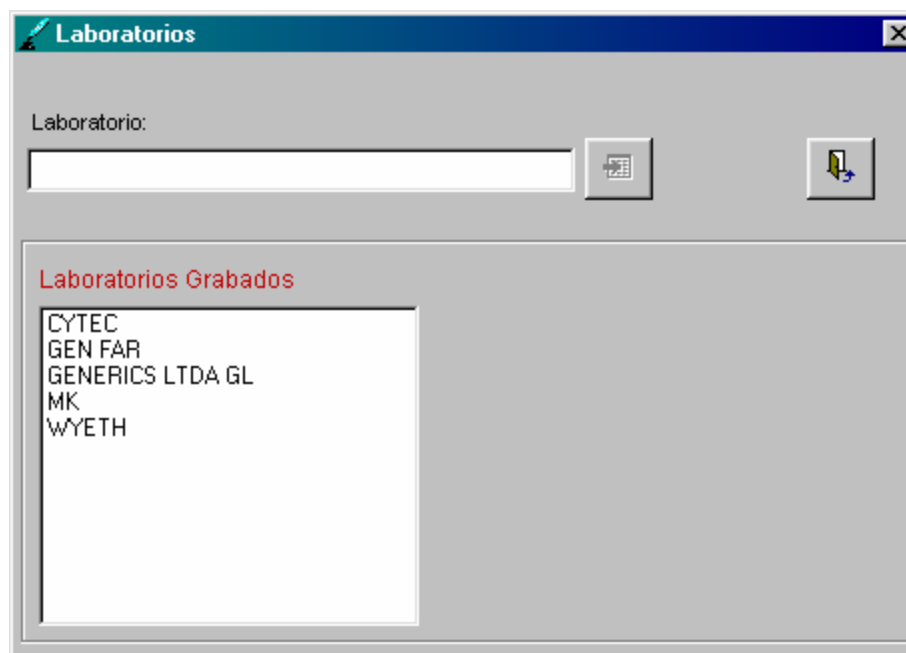 Laboratorios
Laboratorio:
Laboratorios Grabados
CYTEC
GEN FAR
GENERICS LTDA GL
MK
WYETH